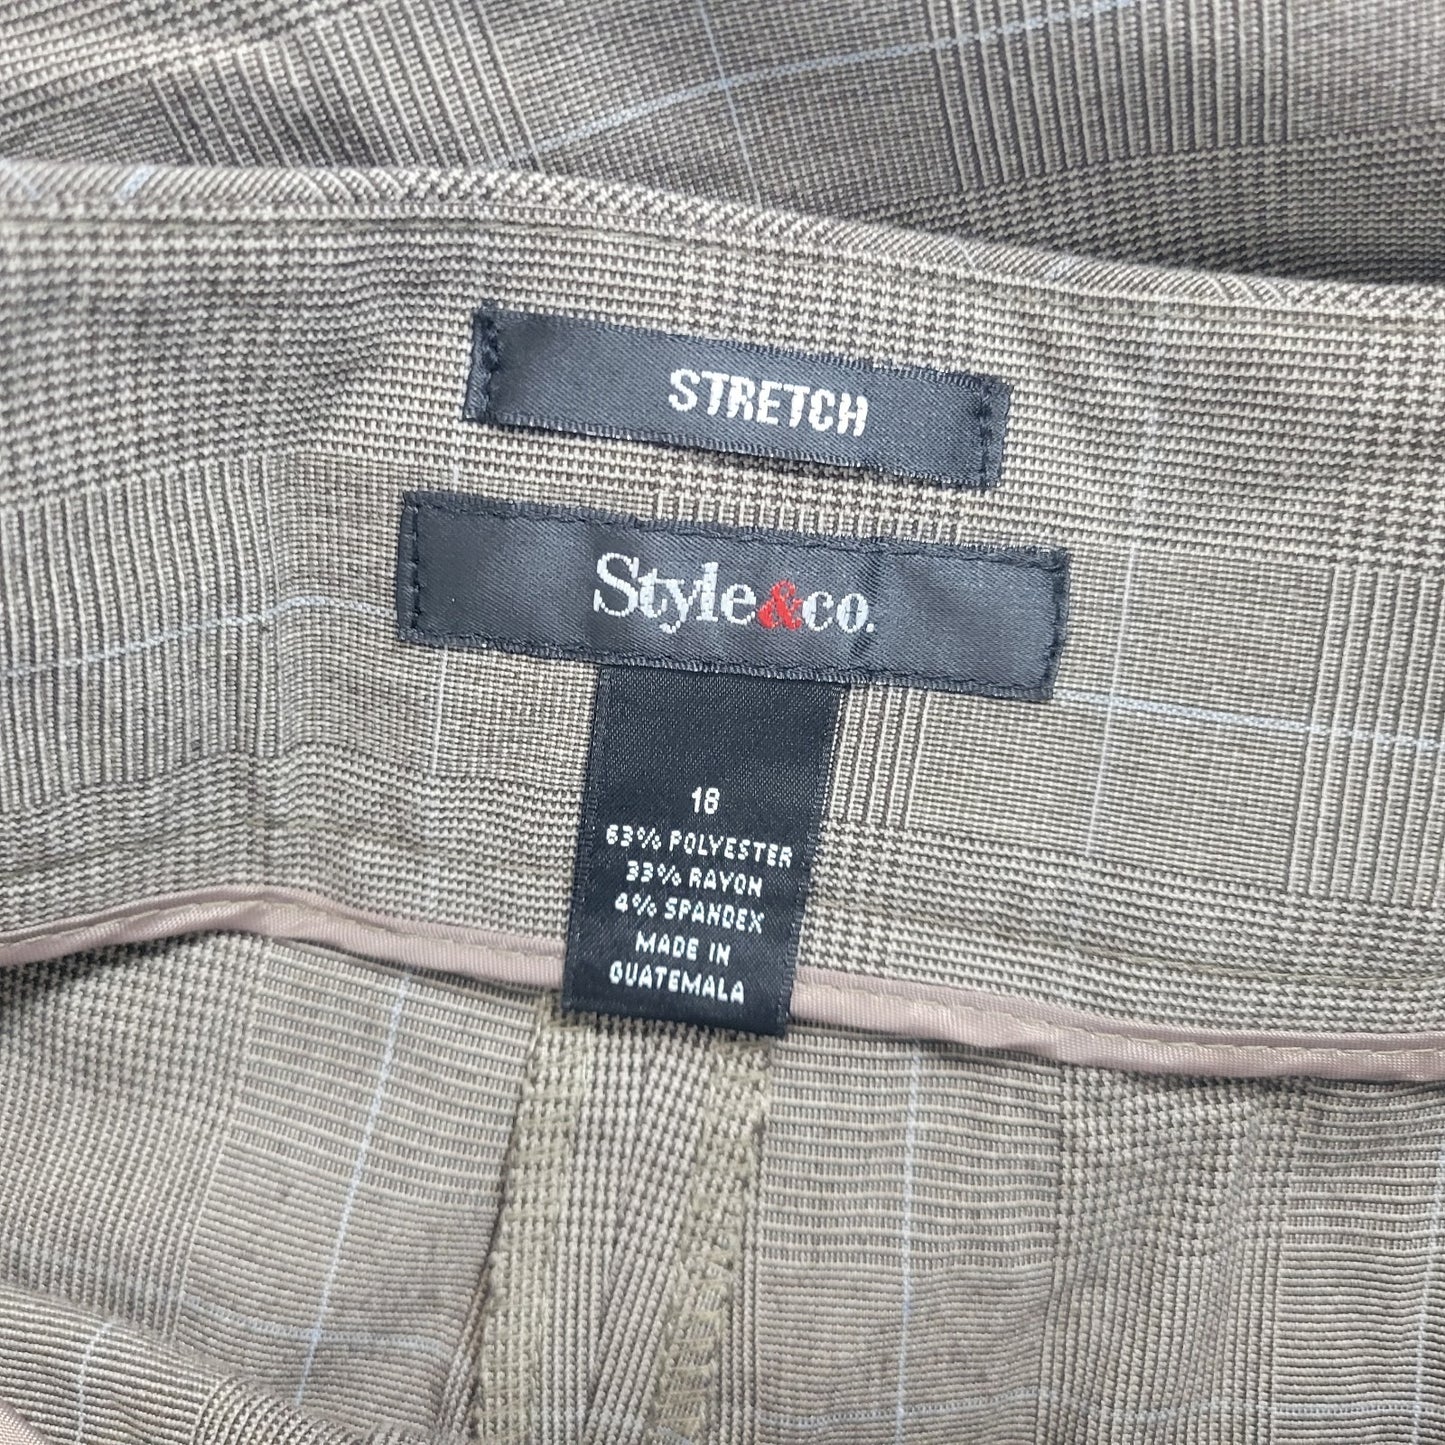 STRETCH
Style&co.
18
63% POLYESTER
33% RAYON
4% SPANDEX
MADE IN
GUATEMALA